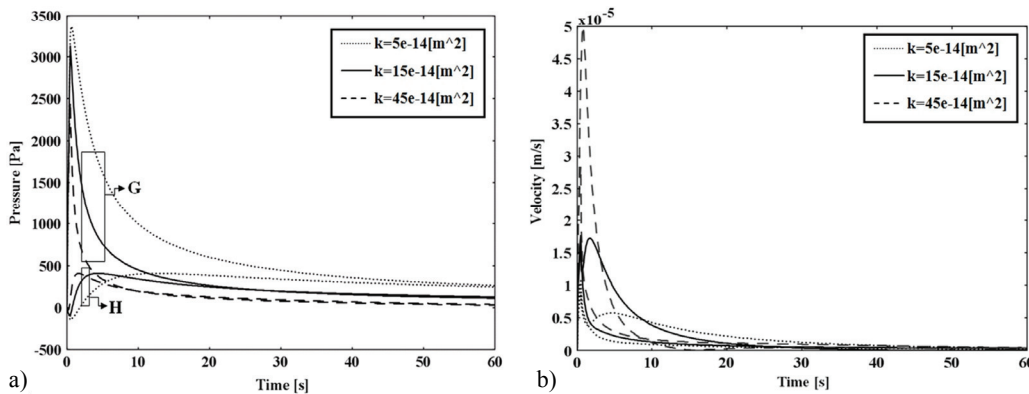 3500
3000
2500
2000
1500
1000
500
0
-500
Pressure [Pa]
k=5e-14[m^2]
k=15e-14[m^2]
k=45e-14[m^2]
G
H
0
10
20
30
40
50
60
Time [s]
a)
x10^-5
5
4.5
4
3.5
3
2.5
2
1.5
1
0.5
0
Velocity [m/s]
k=5e-14[m^2]
k=15e-14[m^2]
k=45e-14[m^2]
0
10
20
30
40
50
60
Time [s]
b)